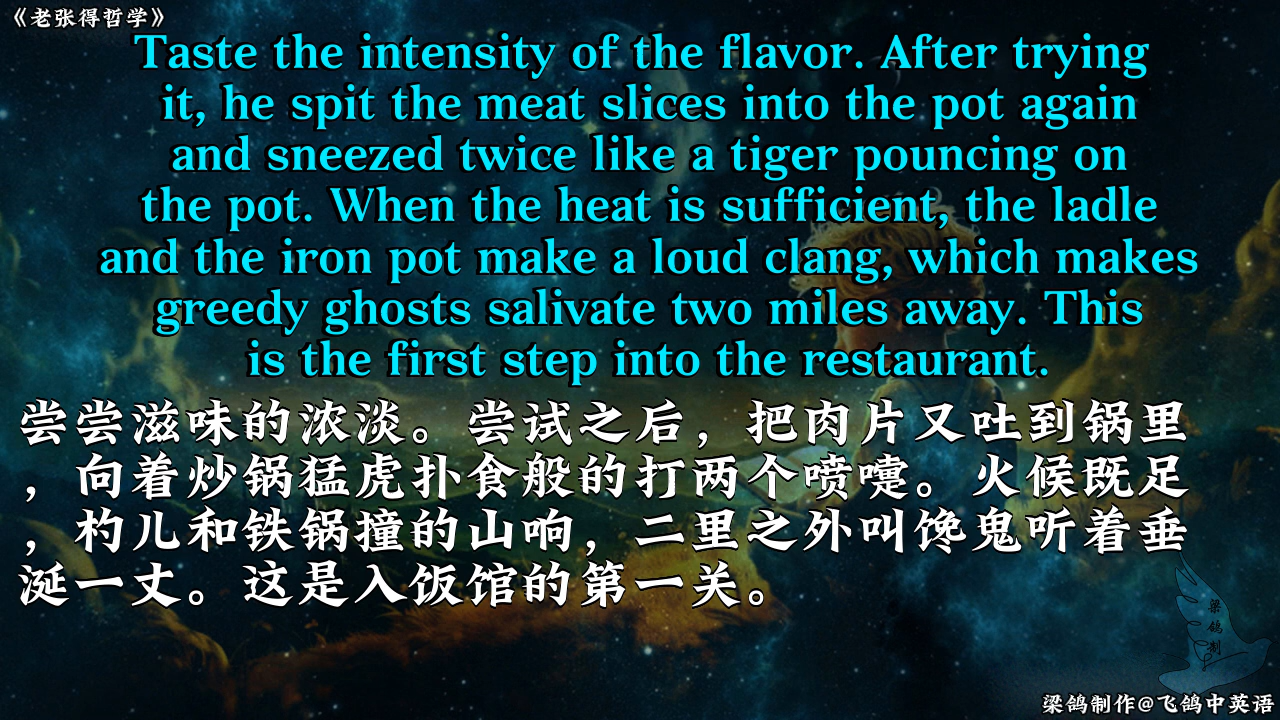 《老张得哲学》
Taste the intensity of the flavor. After trying
it, he spit the meat slices into the pot again
and sneezed twice like a tiger pouncing on
the pot. When the heat is sufficient, the ladle
and the iron pot make a loud clang, which makes
greedy ghosts salivate two miles away. This
is the first step into the restaurant.
尝尝滋味的浓淡。尝试之后，把肉片又吐到锅里
，向着炒锅猛虎扑食般的打两个喷嚏。火候既足
，杓儿和铁锅撞的山响，二里之外叫馋鬼听着垂
涎一丈。这是入饭馆的第一关。
梁鸽制
梁鸽制作@飞鸽中英语